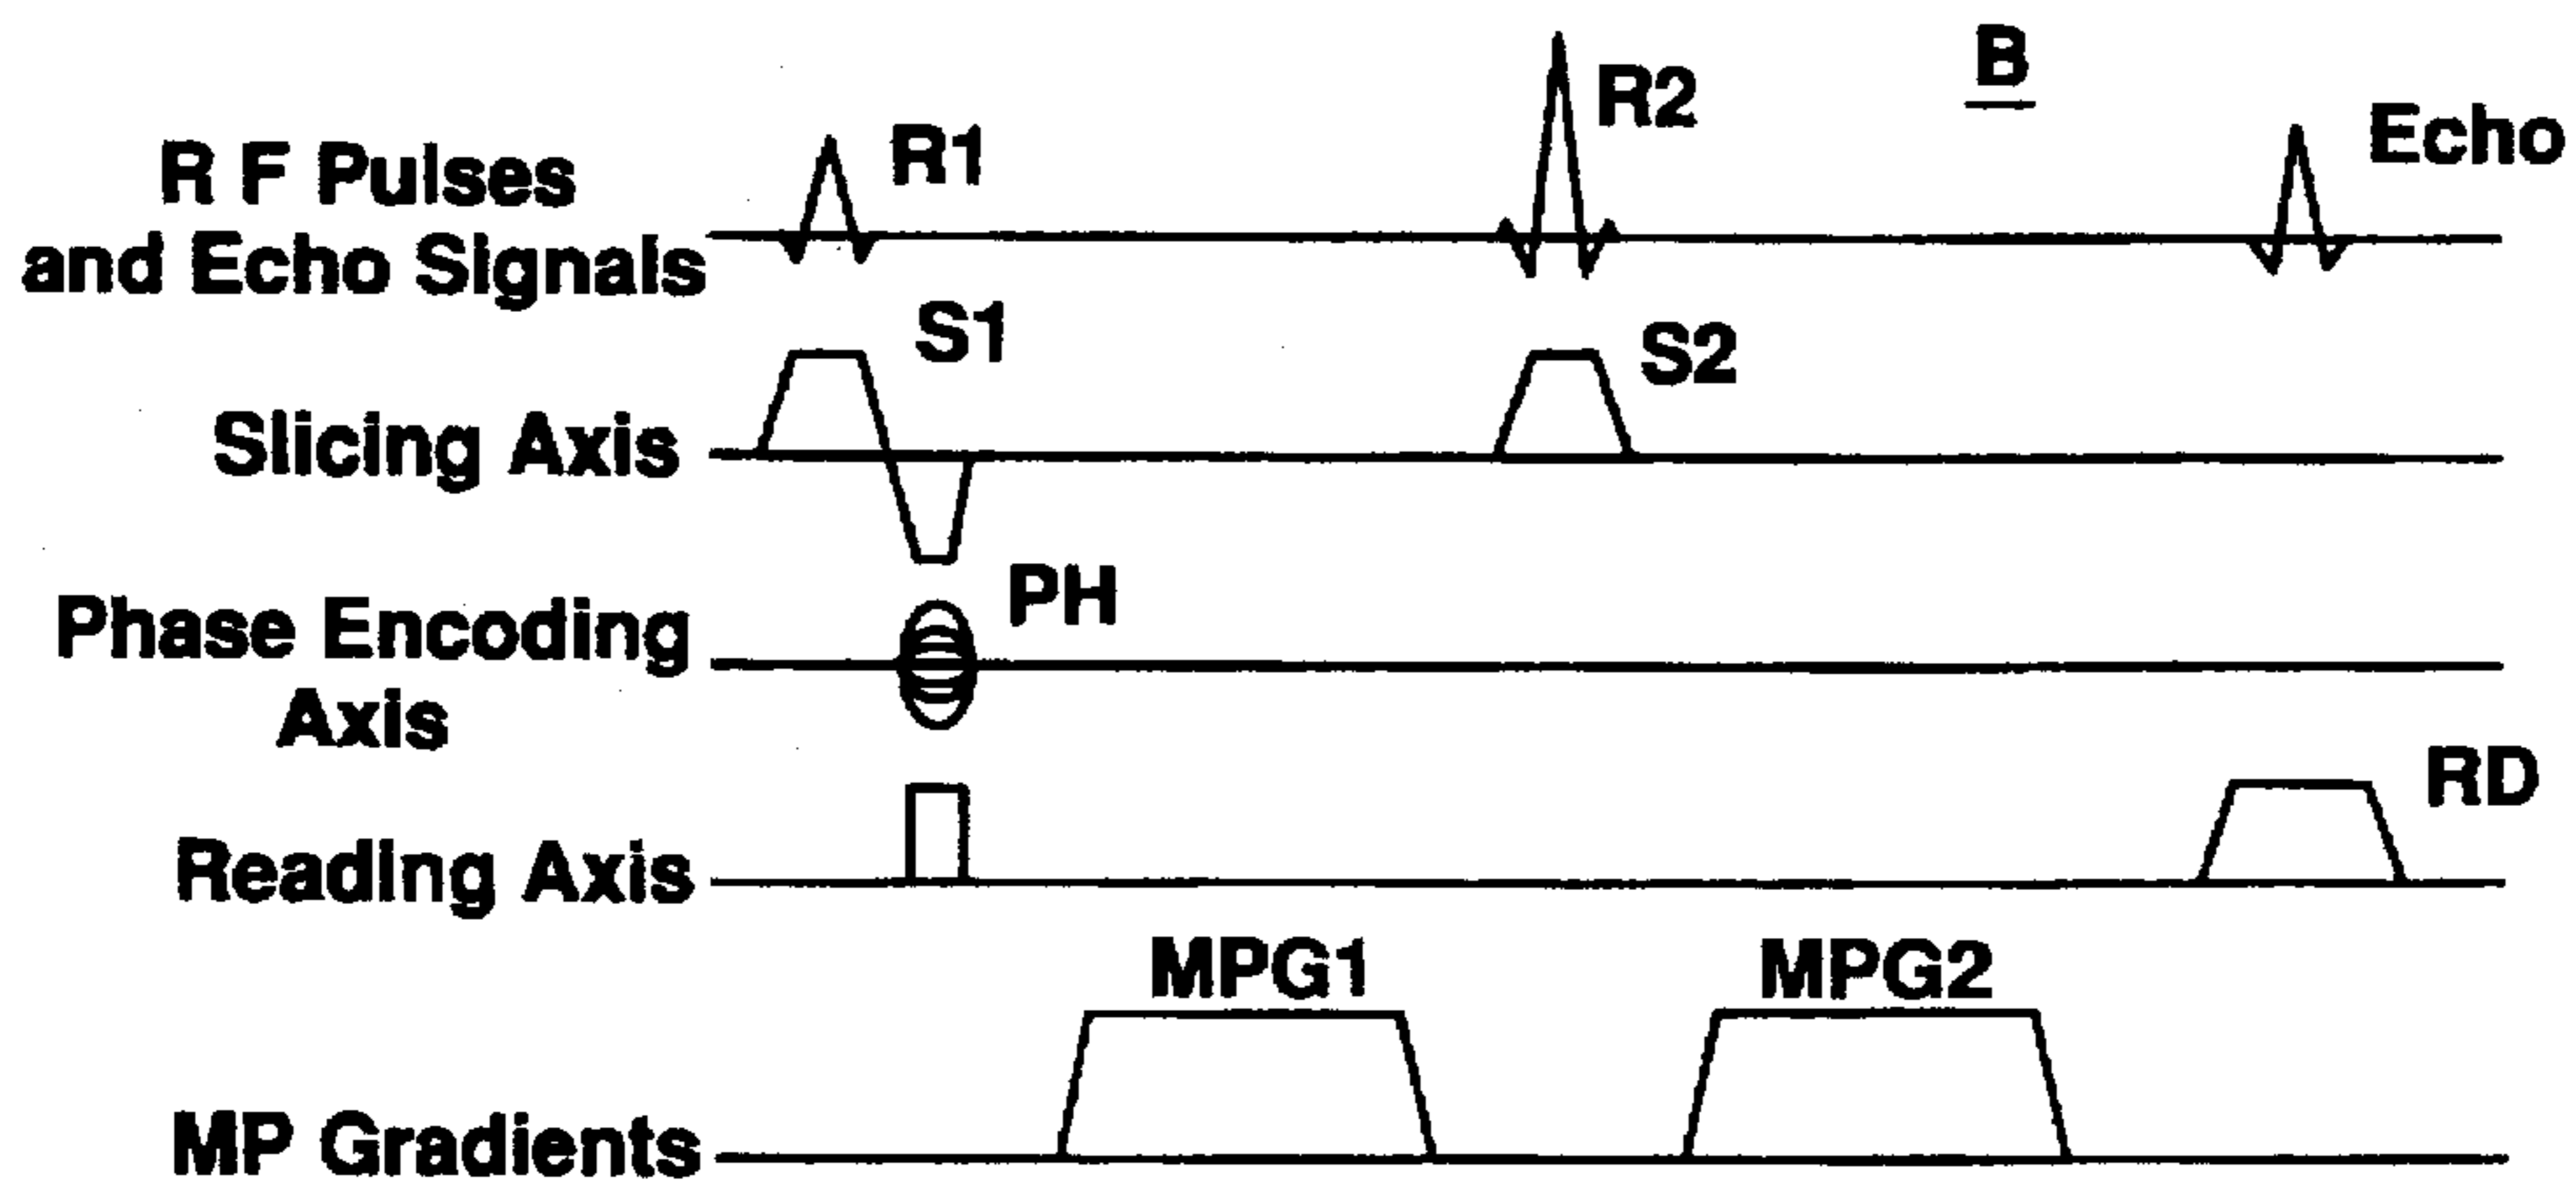 B
R2
Echo
R1
R F Pulses
and Echo Signals
S1
S2
Slicing Axis
PH
Phase Encoding
Axis
RD
Reading Axis
MPG1 MPG2
MP Gradients